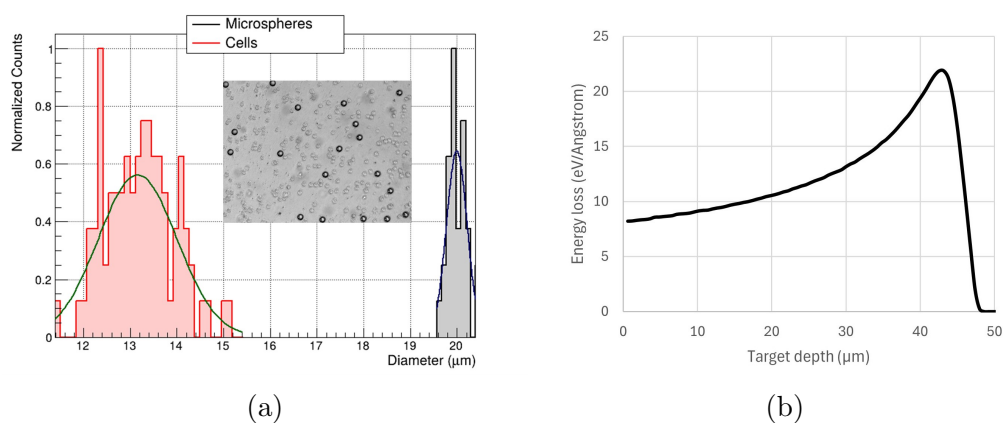 Microspheres
Cells
Normalized Counts
1
0.8
0.6
0.4
0.2
0
12 13 14 15 16 17 18 19 20
Diameter (μm)
(a)
Energy loss (eV/Angstrom)
25
20
15
10
5
0
0 10 20 30 40 50
Target depth (μm)
(b)